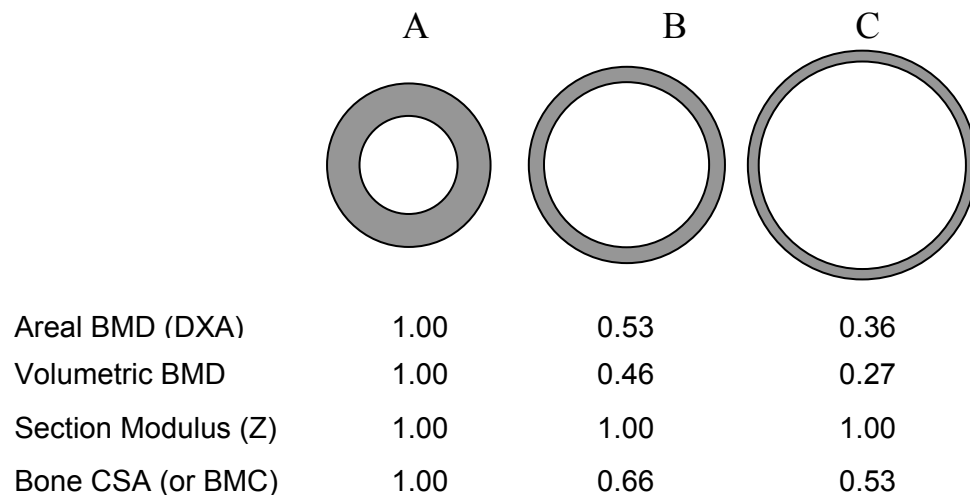 A B C
Areal BMD (DXA) 1.00 0.53 0.36
Volumetric BMD 1.00 0.46 0.27
Section Modulus (Z) 1.00 1.00 1.00
Bone CSA (or BMC) 1.00 0.66 0.53